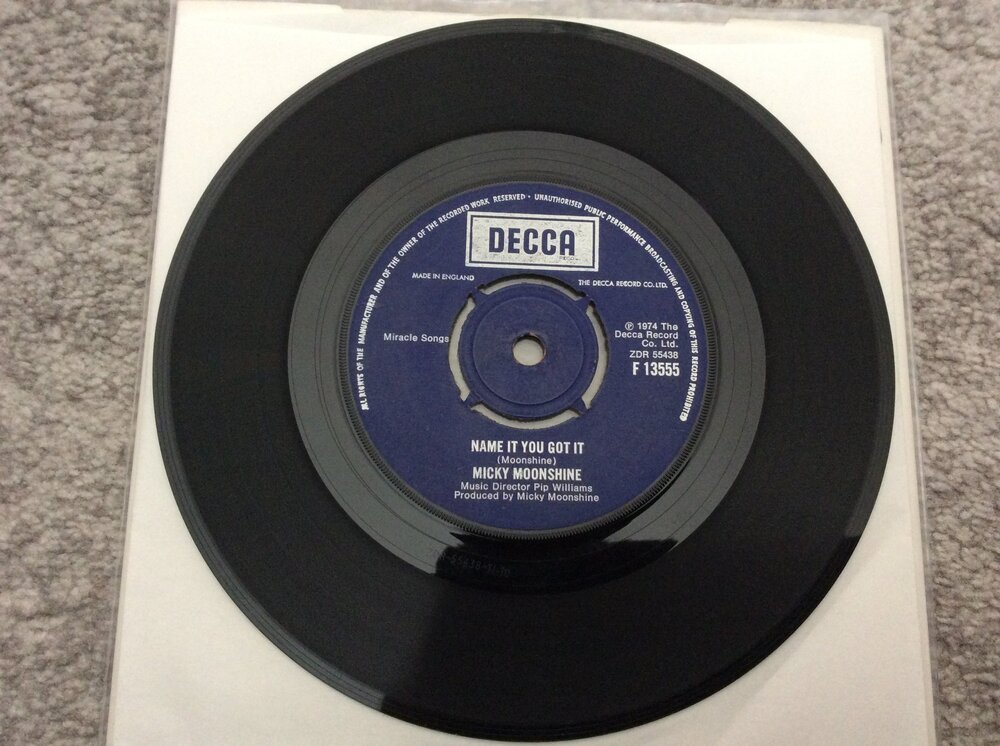 ALL RIGHTS OF THE MANUFACTURER AND OF THE OWNER OF THE RECORDED WORK RESERVED • UNAUTHORISED PUBLIC PERFORMANCE BROADCASTING AND COPYING OF THIS RECORD PROHIBITED
DECCA
MADE IN ENGLAND
THE DECCA RECORD CO. LTD.
Miracle Songs
℗ 1974 The
Decca Record
Co. Ltd.
ZDR 55438
F 13555
NAME IT YOU GOT IT
(Moonshine)
MICKY MOONSHINE
Music Director Pip Williams
Produced by Micky Moonshine